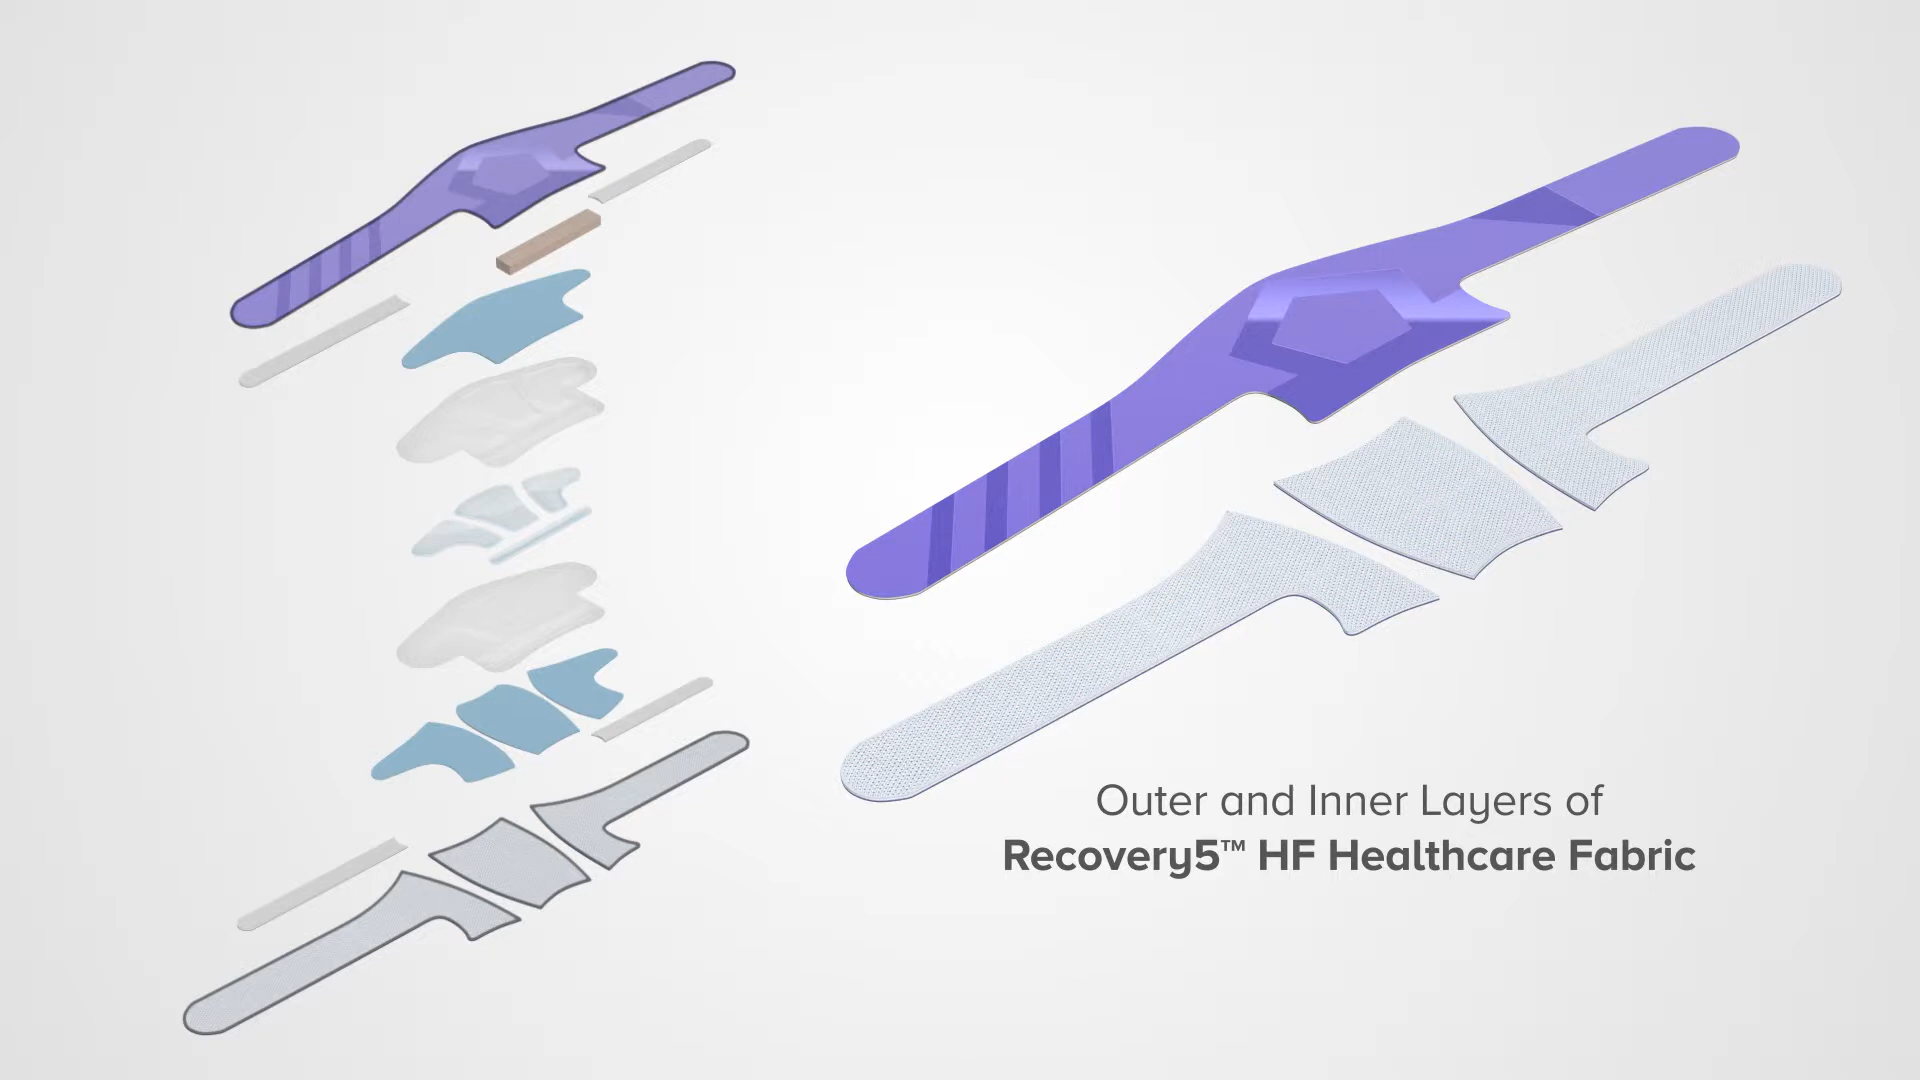 Outer and Inner Layers of
Recovery5™ HF Healthcare Fabric